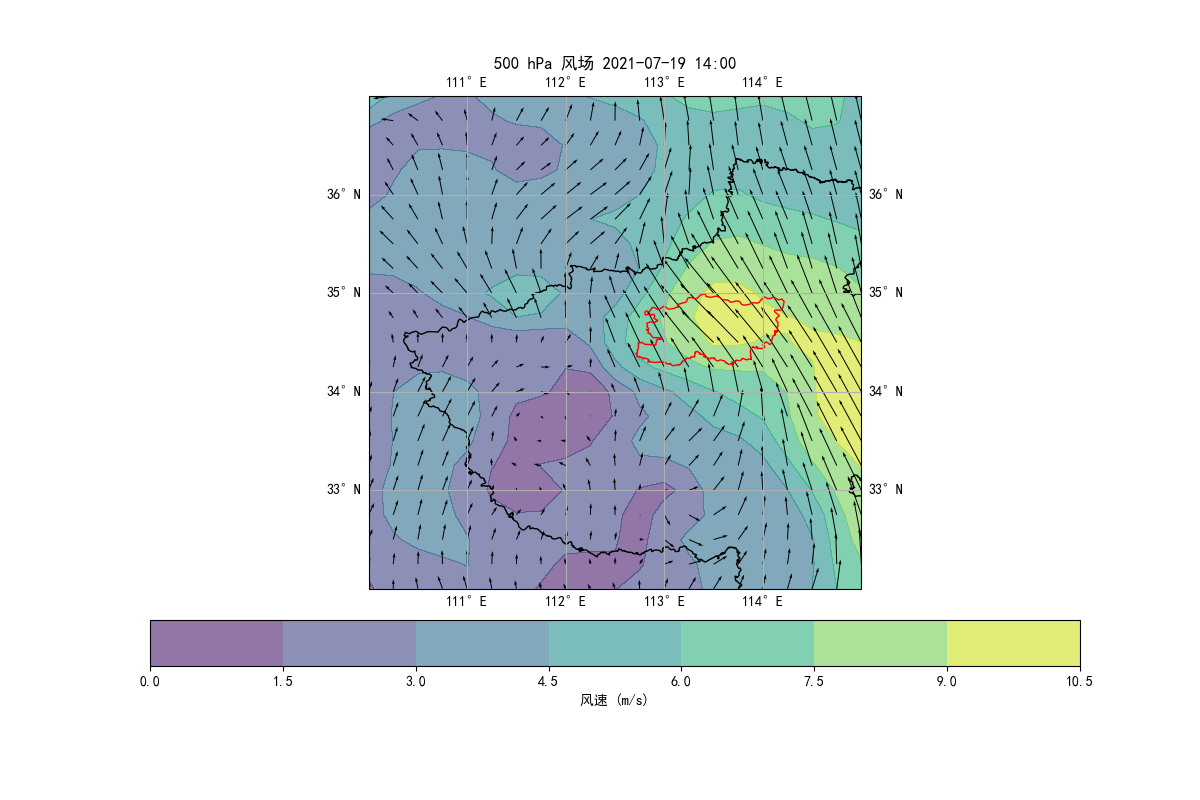 500 hPa 风场 2021-07-19 14:00
111° E 112° E 113° E 114° E
36° N 36° N
35° N 35° N
34° N 34° N
33° N 33° N
111° E 112° E 113° E 114° E
0.0 1.5 3.0 4.5 6.0 7.5 9.0 10.5
风速 (m/s)